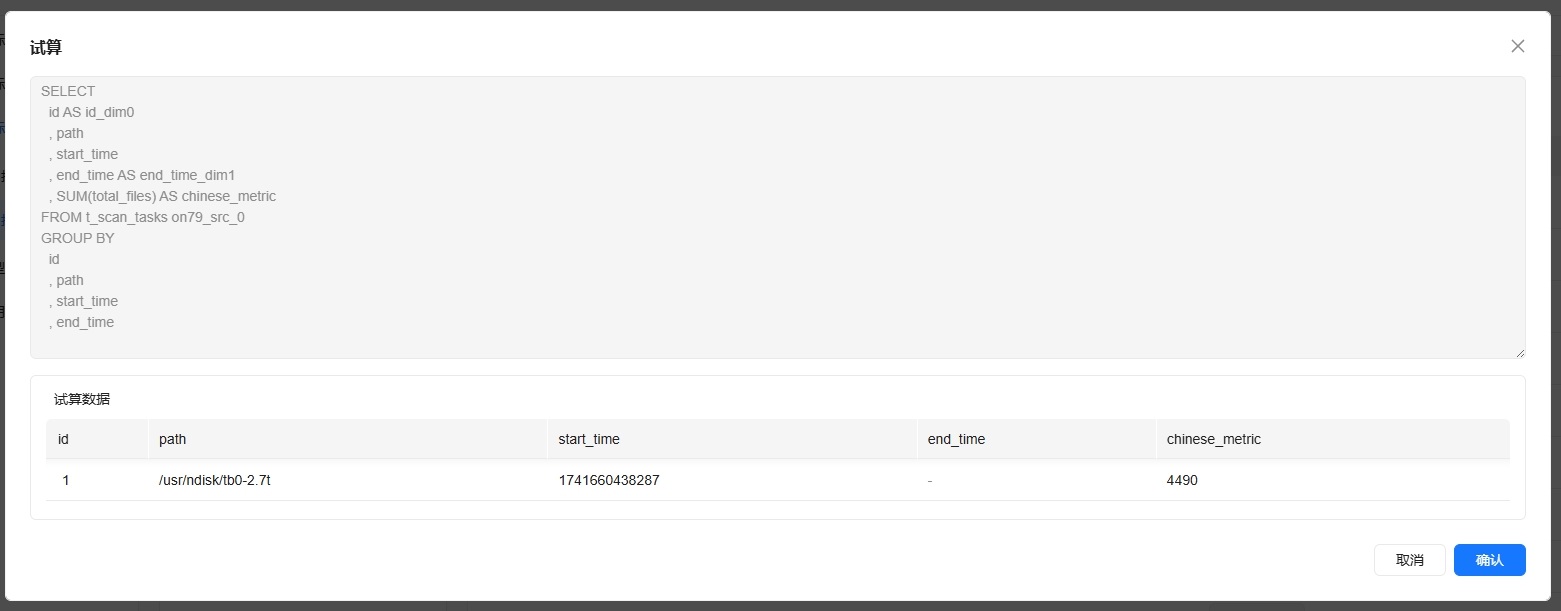 试算
SELECT
id AS id_dim0
, path
, start_time
, end_time AS end_time_dim1
, SUM(total_files) AS chinese_metric
FROM t_scan_tasks on79_src_0
GROUP BY
id
, path
, start_time
, end_time
试算数据
id path start_time end_time chinese_metric
1 /usr/ndisk/tb0-2.7t 1741660438287 - 4490
取消 确认